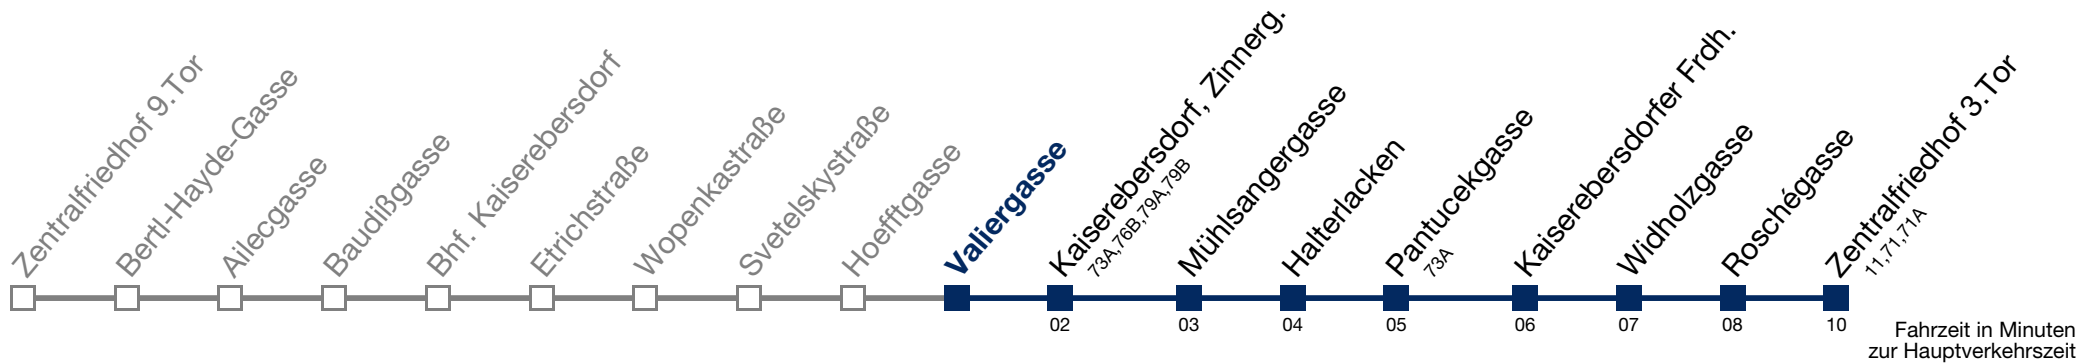 Zentralfriedhof 9.Tor
Bertl-Hayde-Gasse
Ailecgasse
Baudißgasse
Bhf. Kaiserebersdorf
Etrichstraße
Wopenkastraße
Svetelskystraße
Hoefftgasse
Valiergasse
Kaiserebersdorf, Zinnerg.
73A,76B,79A,79B
Mühlsangergasse
Halterlacken
Pantucekgasse
73A
Kaiserebersdorfer Frdh.
Widholzgasse
Roschégasse
Zentralfriedhof 3.Tor
11,71,71A
02 03 04 05 06 07 08 10
Fahrzeit in Minuten
zur Hauptverkehrszeit